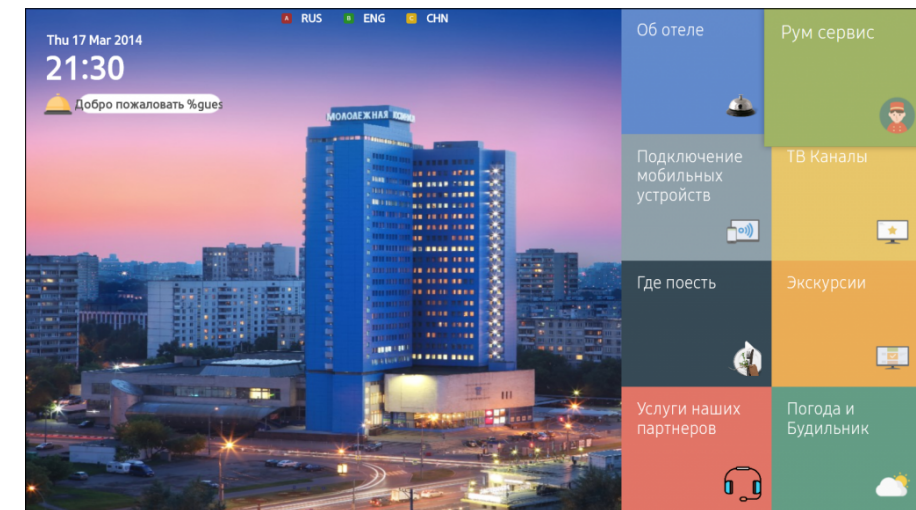 A RUS B ENG C CHN
Thu 17 Mar 2014
21:30
Добро пожаловать %gues
МОЛОДЕЖНАЯ
Об отеле
Рум сервис
Подключение
мобильных
устройств
ТВ Каналы
Где поесть
Экскурсии
Услуги наших
партнеров
Погода и
Будильник